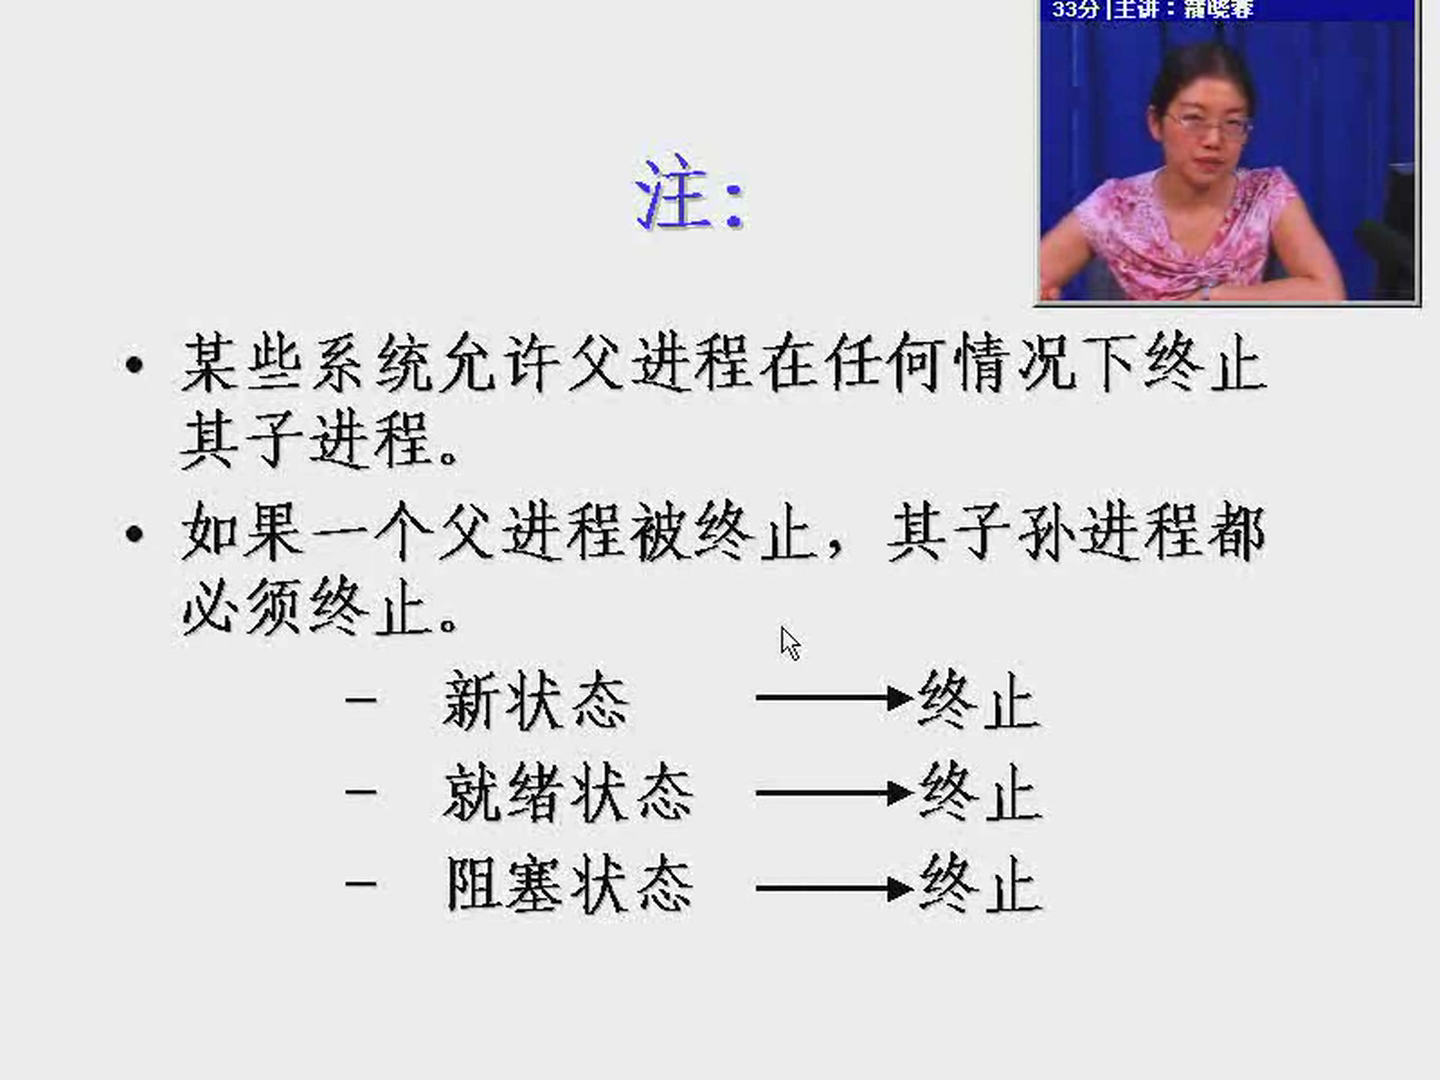 33分|主讲：蒲晓蓉
注：
• 某些系统允许父进程在任何情况下终止
其子进程。
• 如果一个父进程被终止，其子孙进程都
必须终止。
– 新状态 → 终止
– 就绪状态 → 终止
– 阻塞状态 → 终止